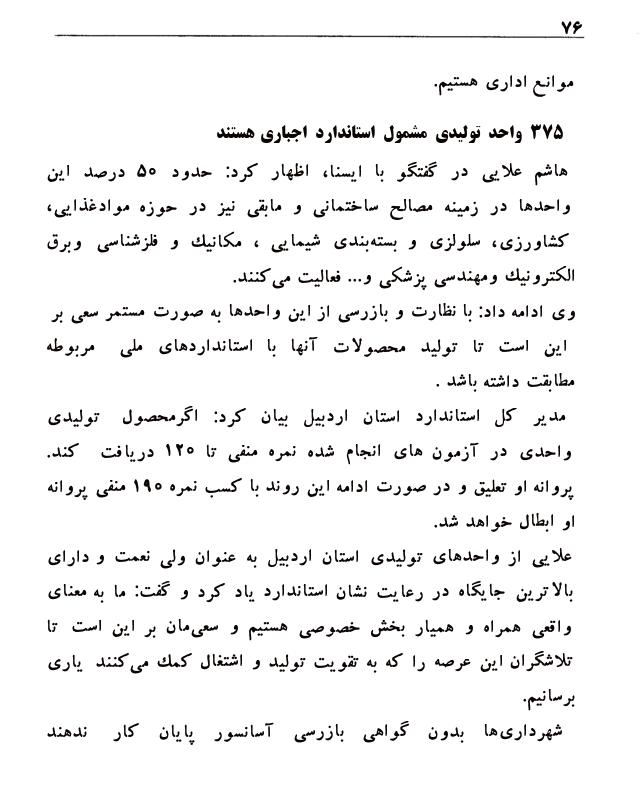 ۷۶
موانع اداری هستیم.
۳۷۵ واحد تولیدی مشمول استاندارد اجباری هستند
هاشم علایی در گفتگو با ایسنا، اظهار کرد: حدود ۵۰ درصد این
واحدها در زمینه مصالح ساختمانی و مابقی نیز در حوزه موادغذایی،
کشاورزی، سلولزی و بسته‌بندی شیمایی ، مکانیك و فلزشناسی وبرق
الکترونیك ومهندسی پزشکی و... فعالیت می‌کنند.
وی ادامه داد: با نظارت و بازرسی از این واحدها به صورت مستمر سعی بر
این است تا تولید محصولات آنها با استانداردهای ملی مربوطه
مطابقت داشته باشد .
مدیر کل استاندارد استان اردبیل بیان کرد: اگرمحصول تولیدی
واحدی در آزمون های انجام شده نمره منفی تا ۱۲۰ دریافت کند.
پروانه او تعلیق و در صورت ادامه این روند با کسب نمره ۱۹۰ منفی پروانه
او ابطال خواهد شد.
علایی از واحدهای تولیدی استان اردبیل به عنوان ولی نعمت و دارای
بالاترین جایگاه در رعایت نشان استاندارد یاد کرد و گفت: ما به معنای
واقعی همراه و همیار بخش خصوصی هستیم و سعی‌مان بر این است تا
تلاشگران این عرصه را که به تقویت تولید و اشتغال کمك می‌کنند یاری
برسانیم.
شهرداری‌ها بدون گواهی بازرسی آسانسور پایان کار ندهند